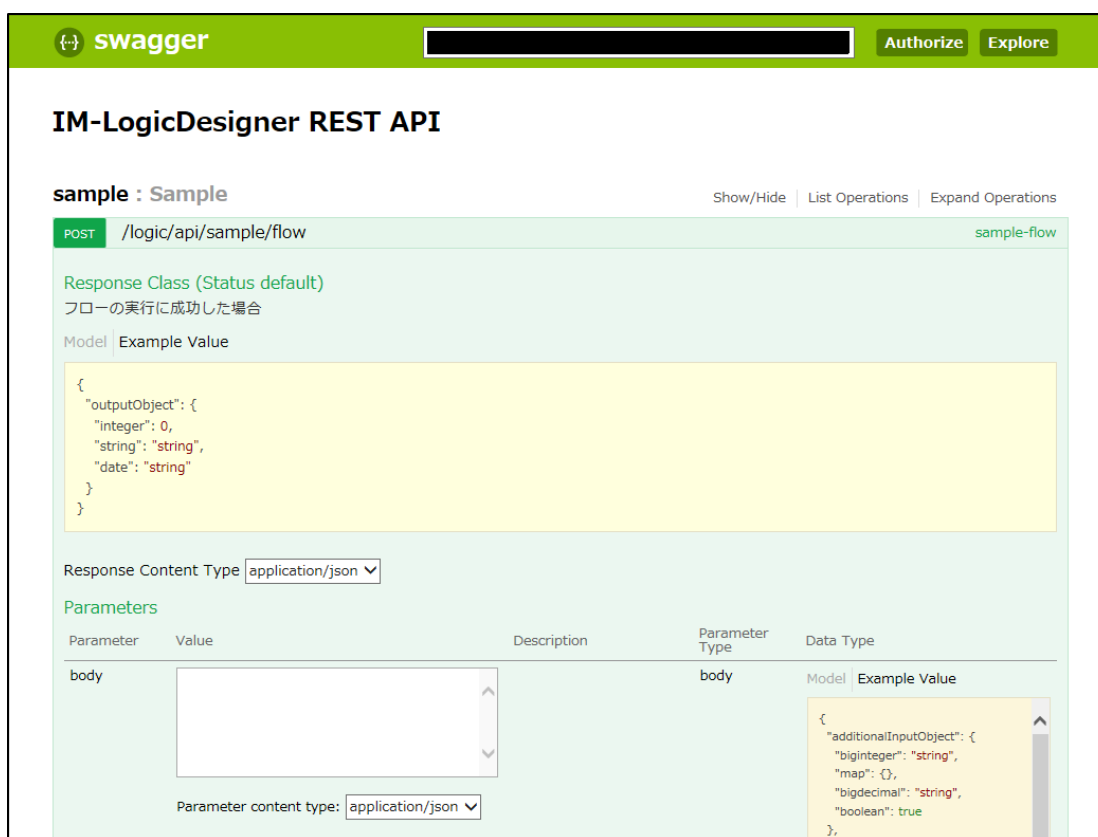 {··} swagger Authorize Explore
IM-LogicDesigner REST API
sample : Sample Show/Hide List Operations Expand Operations
POST /logic/api/sample/flow sample-flow
Response Class (Status default)
フローの実行に成功した場合
Model Example Value
{
"outputObject": {
"integer": 0,
"string": "string",
"date": "string"
}
}
Response Content Type application/json
Parameters
Parameter Value Description Parameter Type Data Type
body body Model Example Value
{
"additionalInputObject": {
"biginteger": "string",
"map": {},
"bigdecimal": "string",
"boolean": true
},
Parameter content type: application/json